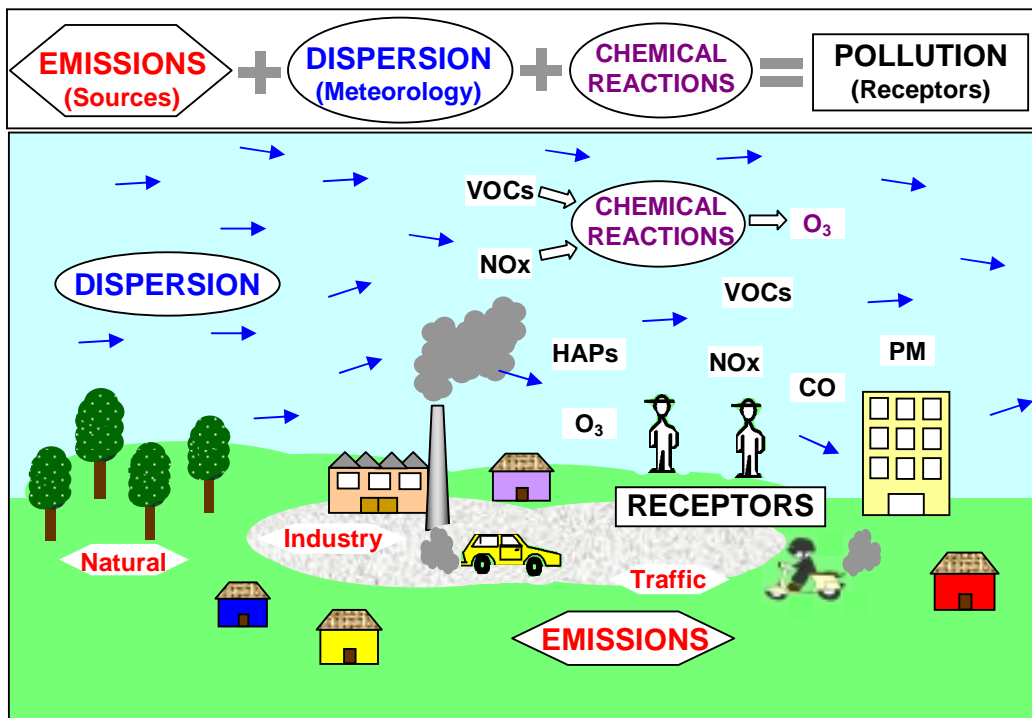 EMISSIONS
(Sources)
+
DISPERSION
(Meteorology)
+
CHEMICAL
REACTIONS
=
POLLUTION
(Receptors)
VOCs
CHEMICAL
REACTIONS
O₃
NOx
DISPERSION
VOCs
HAPs
NOx
PM
CO
O₃
RECEPTORS
Industry
Natural
Traffic
EMISSIONS